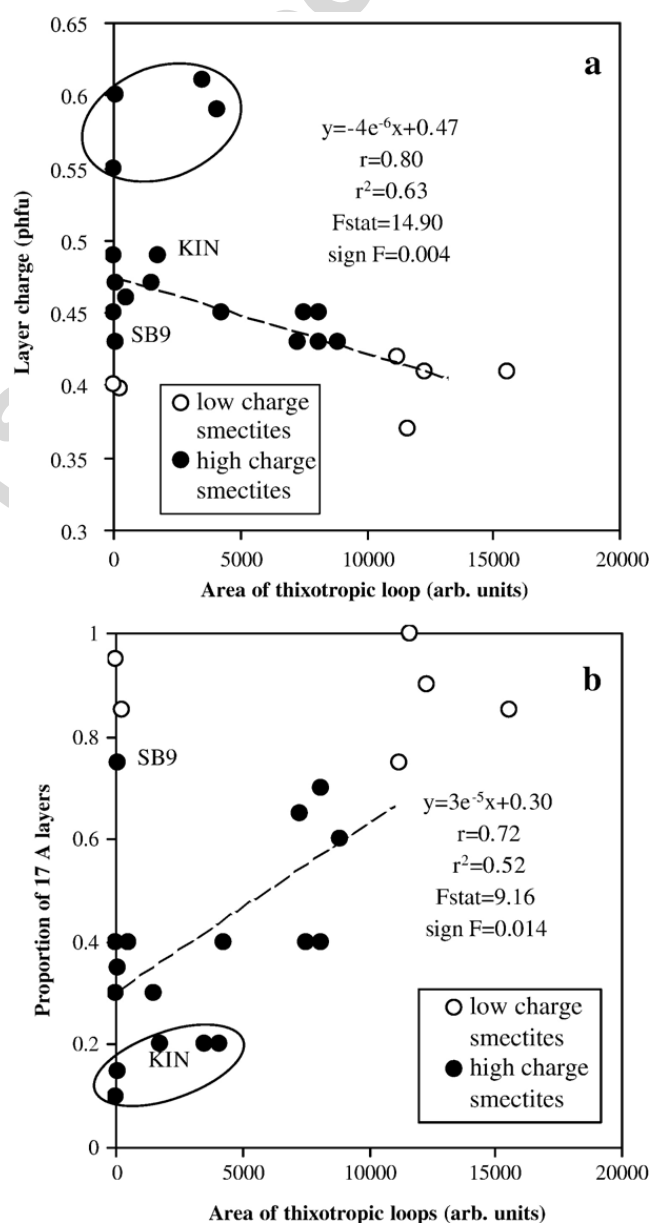 0.65
a
0.6
y=-4e-6x+0.47
r=0.80
r2=0.63
Fstat=14.90
sign F=0.004
0.55
Layer charge (phfu)
0.5
KIN
0.45
SB9
0.4
low charge
smectites
high charge
smectites
0.35
0.3
0 5000 10000 15000 20000
Area of thixotropic loop (arb. units)
1
b
0.8
SB9
y=3e-5x+0.30
r=0.72
r2=0.52
Fstat=9.16
sign F=0.014
0.6
Proportion of 17 A layers
0.4
low charge
smectites
high charge
smectites
0.2
KIN
0
0 5000 10000 15000 20000
Area of thixotropic loops (arb. units)